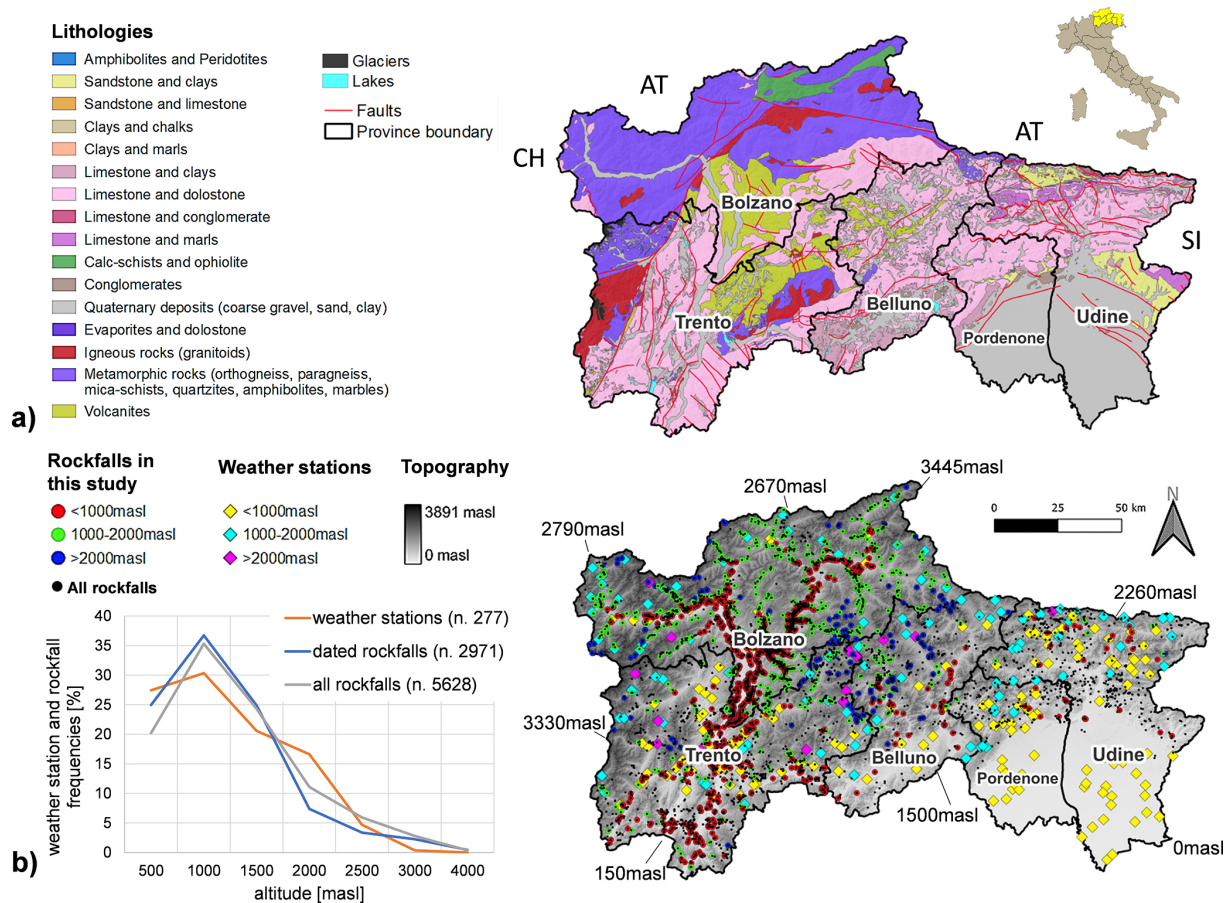 Lithologies
Amphibolites and Peridotites
Sandstone and clays
Sandstone and limestone
Clays and chalks
Clays and marls
Limestone and clays
Limestone and dolostone
Limestone and conglomerate
Limestone and marls
Calc-schists and ophiolite
Conglomerates
Quaternary deposits (coarse gravel, sand, clay)
Evaporites and dolostone
Igneous rocks (granitoids)
Metamorphic rocks (orthogneiss, paragneiss,
mica-schists, quartzites, amphibolites, marbles)
Volcanites
Glaciers
Lakes
Faults
Province boundary
a)
AT
CH
AT
SI
Bolzano
Trento
Belluno
Pordenone
Udine
Rockfalls in
this study
<1000masl
1000-2000masl
>2000masl
All rockfalls
Weather stations
<1000masl
1000-2000masl
>2000masl
Topography
3891 masl
0 masl
weather station and rockfall
frequencies [%]
40
35
30
25
20
15
10
5
0
500
1000
1500
2000
2500
3000
4000
altitude [masl]
weather stations (n. 277)
dated rockfalls (n. 2971)
all rockfalls (n. 5628)
b)
3445masl
2670masl
2790masl
0
25
50 km
N
2260masl
3330masl
150masl
1500masl
0masl
Bolzano
Trento
Belluno
Pordenone
Udine